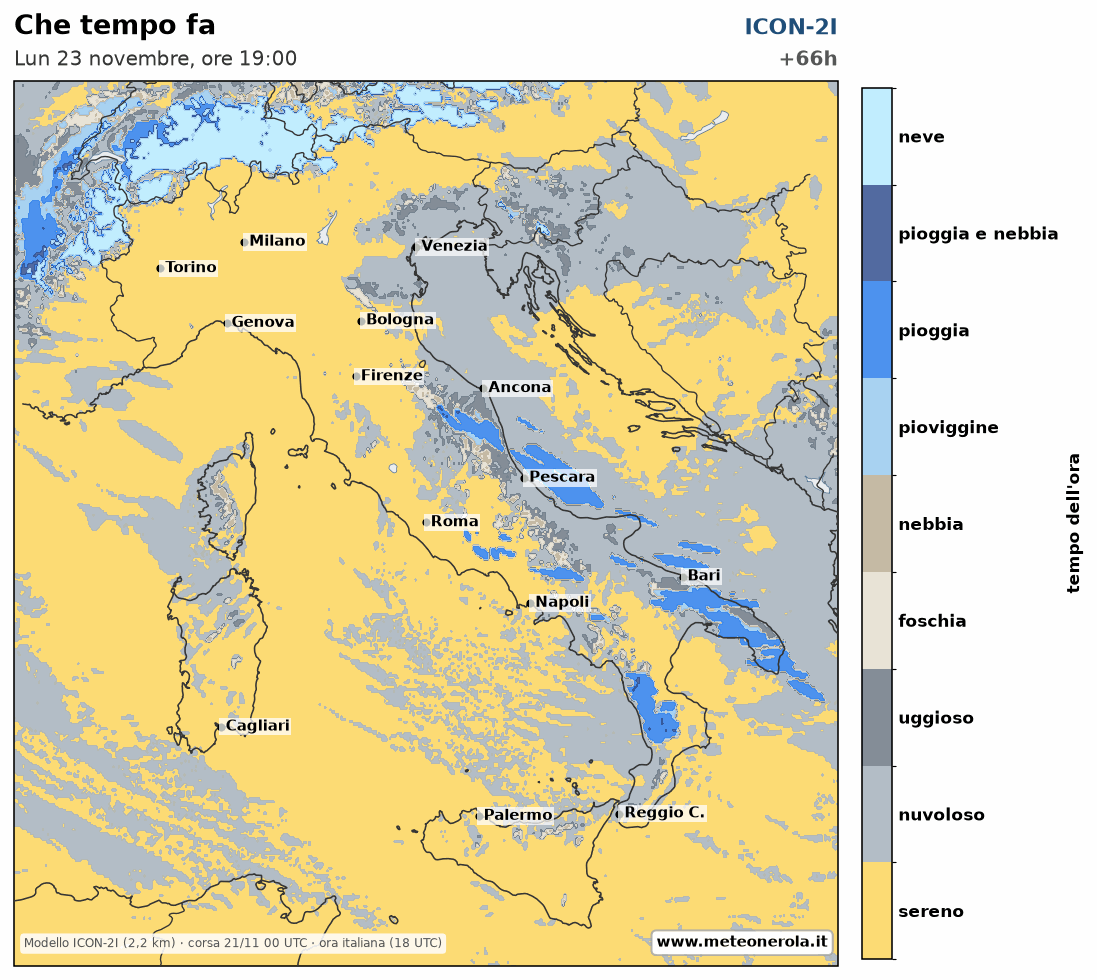 Che tempo fa
ICON-2I
Lun 23 novembre, ore 19:00
+66h
Milano
Venezia
Torino
Genova
Bologna
Firenze
Ancona
Pescara
Roma
Bari
Napoli
Cagliari
Palermo
Reggio C.
Modello ICON-2I (2,2 km) · corsa 21/11 00 UTC · ora italiana (18 UTC)
www.meteonerola.it
neve
pioggia e nebbia
pioggia
pioviggine
nebbia
foschia
uggioso
nuvoloso
sereno
tempo dell'ora